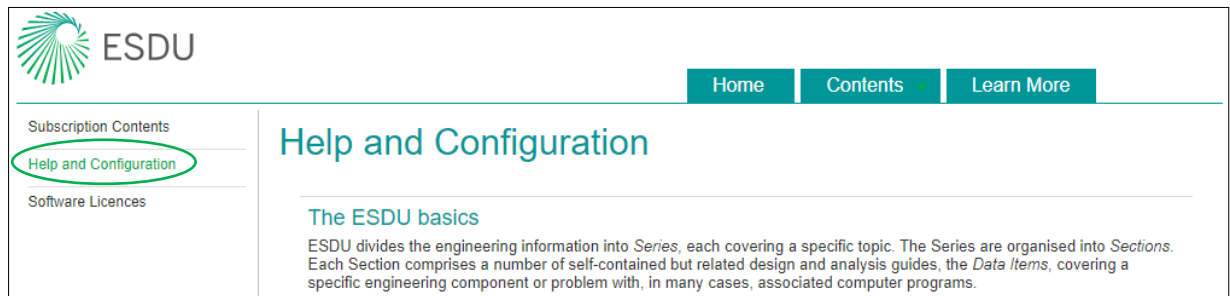 ESDU
Home
Contents
Learn More
Subscription Contents
Help and Configuration
Software Licences
Help and Configuration
The ESDU basics
ESDU divides the engineering information into Series, each covering a specific topic. The Series are organised into Sections.
Each Section comprises a number of self-contained but related design and analysis guides, the Data Items, covering a
specific engineering component or problem with, in many cases, associated computer programs.